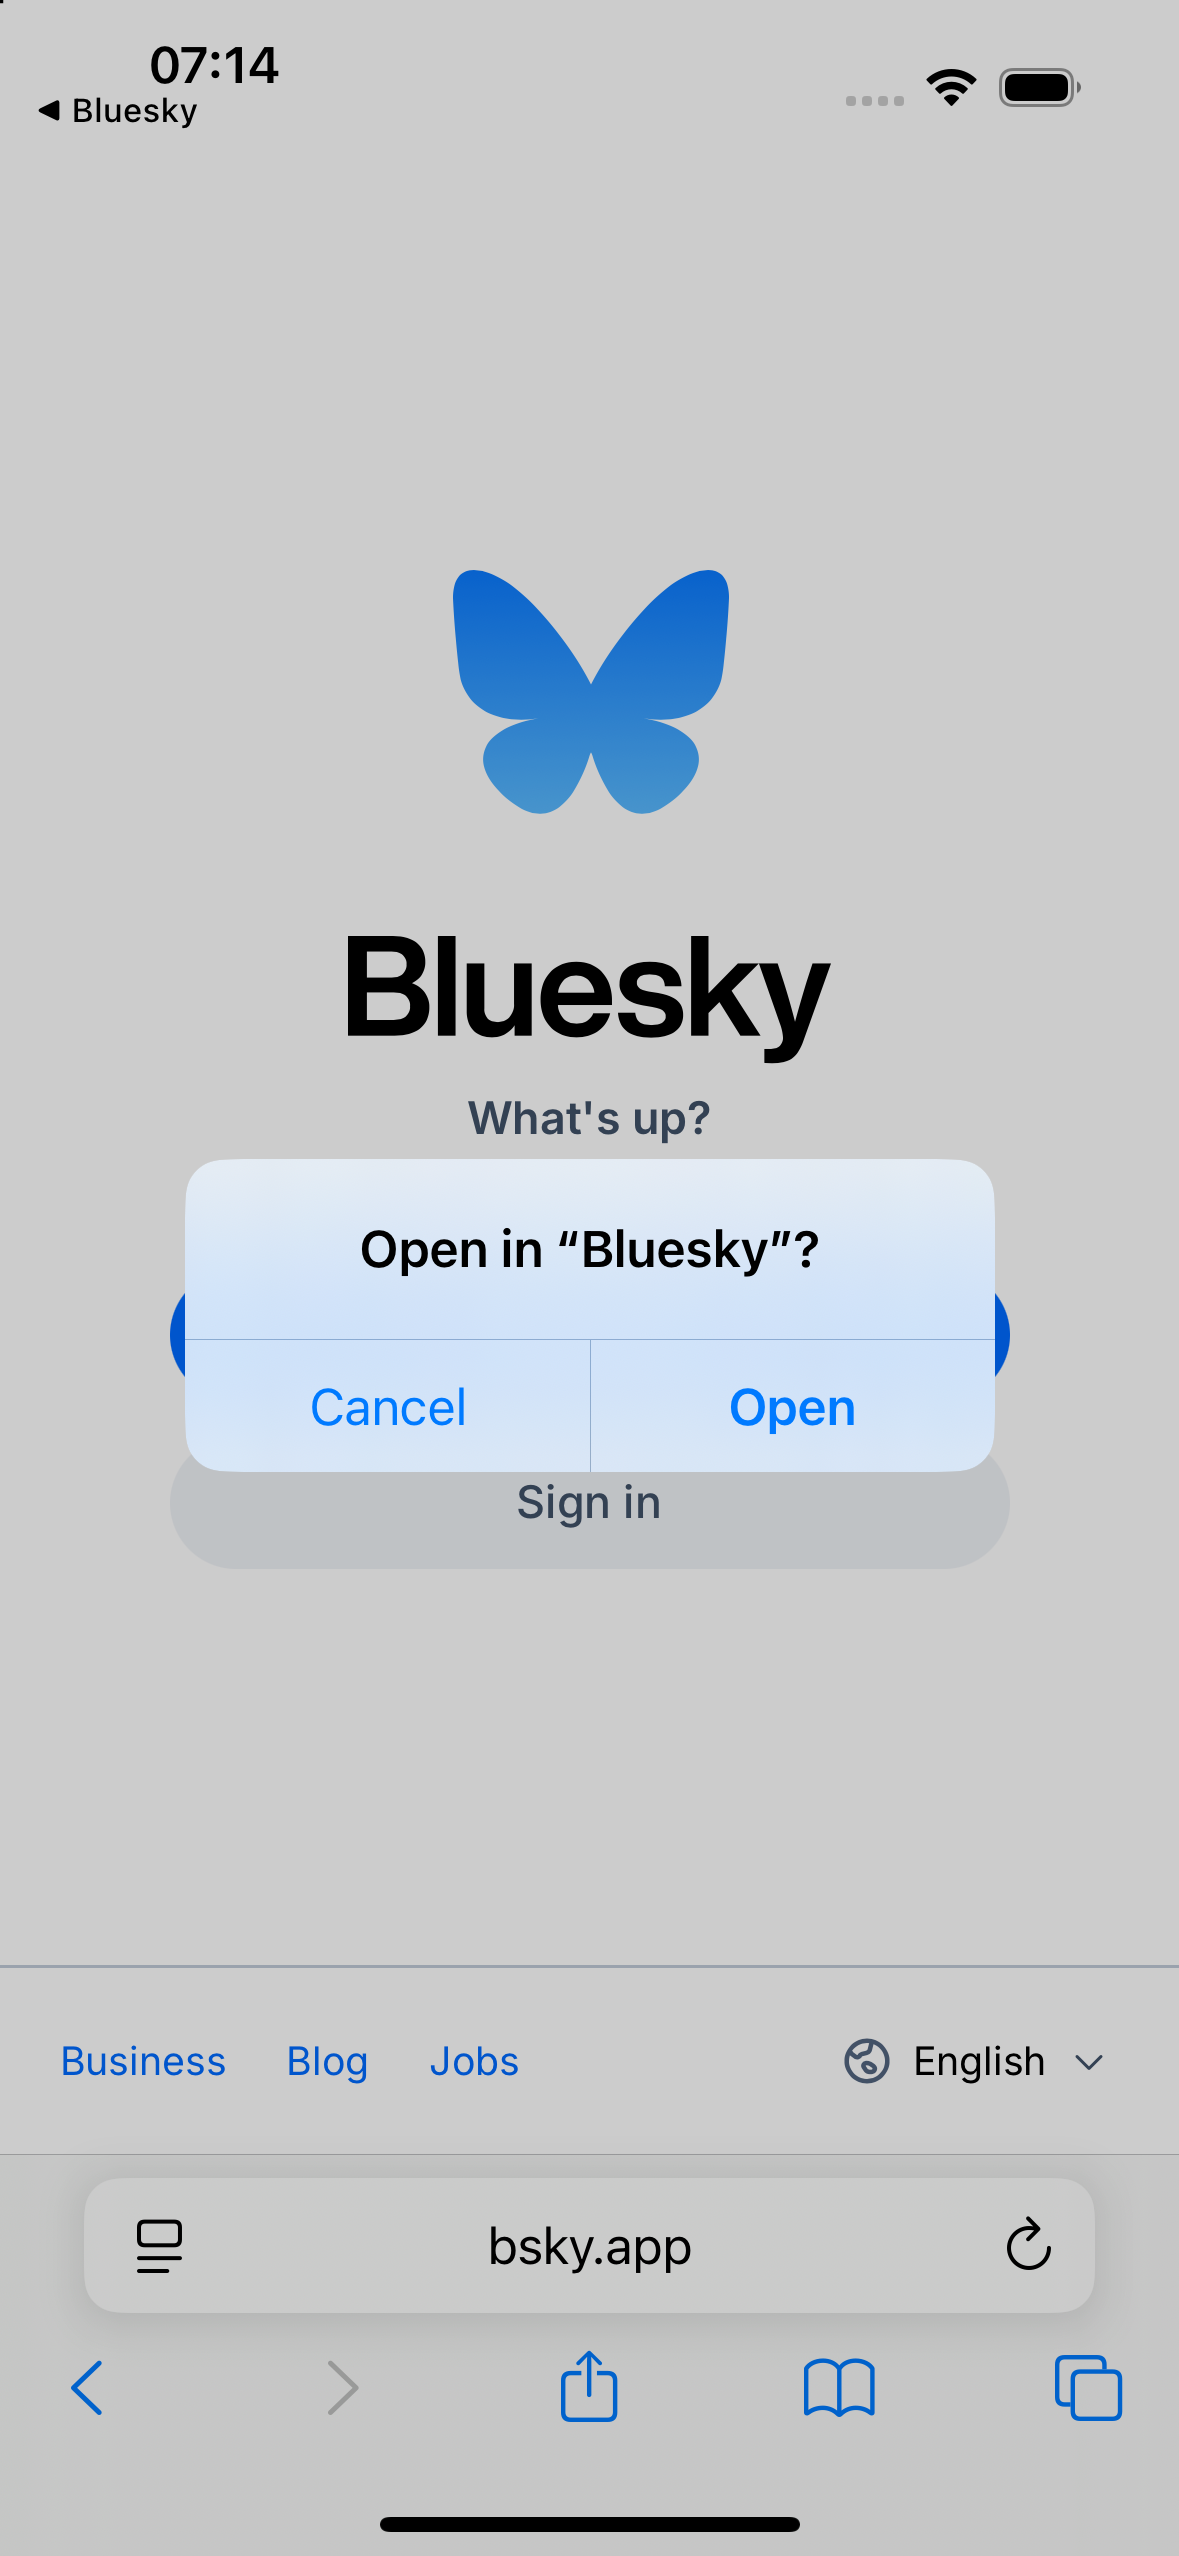 07:14
Bluesky
Bluesky
What's up?
Open in “Bluesky”?
Cancel
Open
Sign in
Business
Blog
Jobs
English
bsky.app